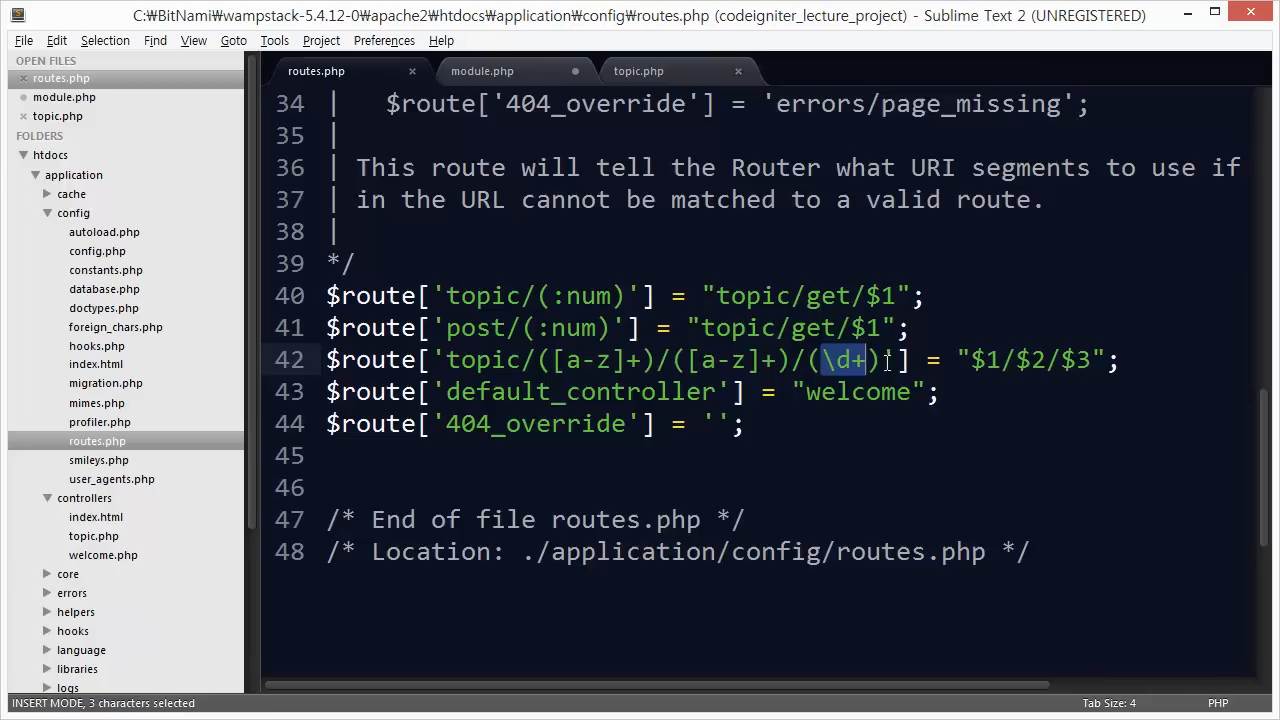 C:₩BitNami₩wampstack-5.4.12-0₩apache2₩htdocs₩application₩config₩routes.php (codeigniter_lecture_project) - Sublime Text 2 (UNREGISTERED)
File Edit Selection Find Goto Tools Project Preferences Help
OPEN FILES
routes.php
module.php
topic.php
FOLDERS
htdocs
application
cache
config
autoload.php
config.php
constants.php
database.php
doctypes.php
foreign_chars.php
hooks.php
index.html
migration.php
mimes.php
profiler.php
routes.php
smileys.php
user_agents.php
controllers
index.html
topic.php
welcome.php
core
errors
helpers
hooks
language
libraries
logs
routes.php module.php topic.php
34 |   $route['404_override'] = 'errors/page_missing';
35 |
36 | This route will tell the Router what URI segments to use if
37 | in the URL cannot be matched to a valid route.
38 |
39 */
40 $route['topic/(:num)'] = "topic/get/$1";
41 $route['post/(:num)'] = "topic/get/$1";
42 $route['topic/([a-z]+)/([a-z]+)/(\d+)'] = "$1/$2/$3";
43 $route['default_controller'] = "welcome";
44 $route['404_override'] = '';
45
46
47 /* End of file routes.php */
48 /* Location: ./application/config/routes.php */
INSERT MODE, 3 characters selected Tab Size: 4 PHP